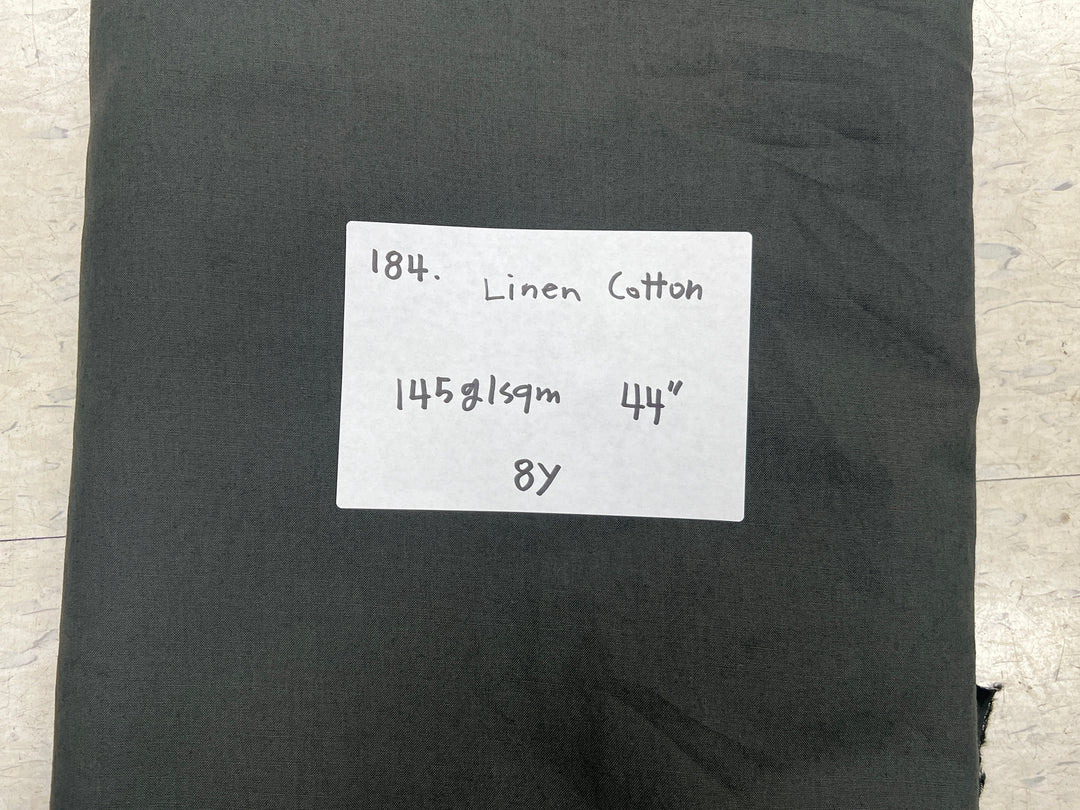 184.
Linen Cotton
145g/sqm 44"
8Y